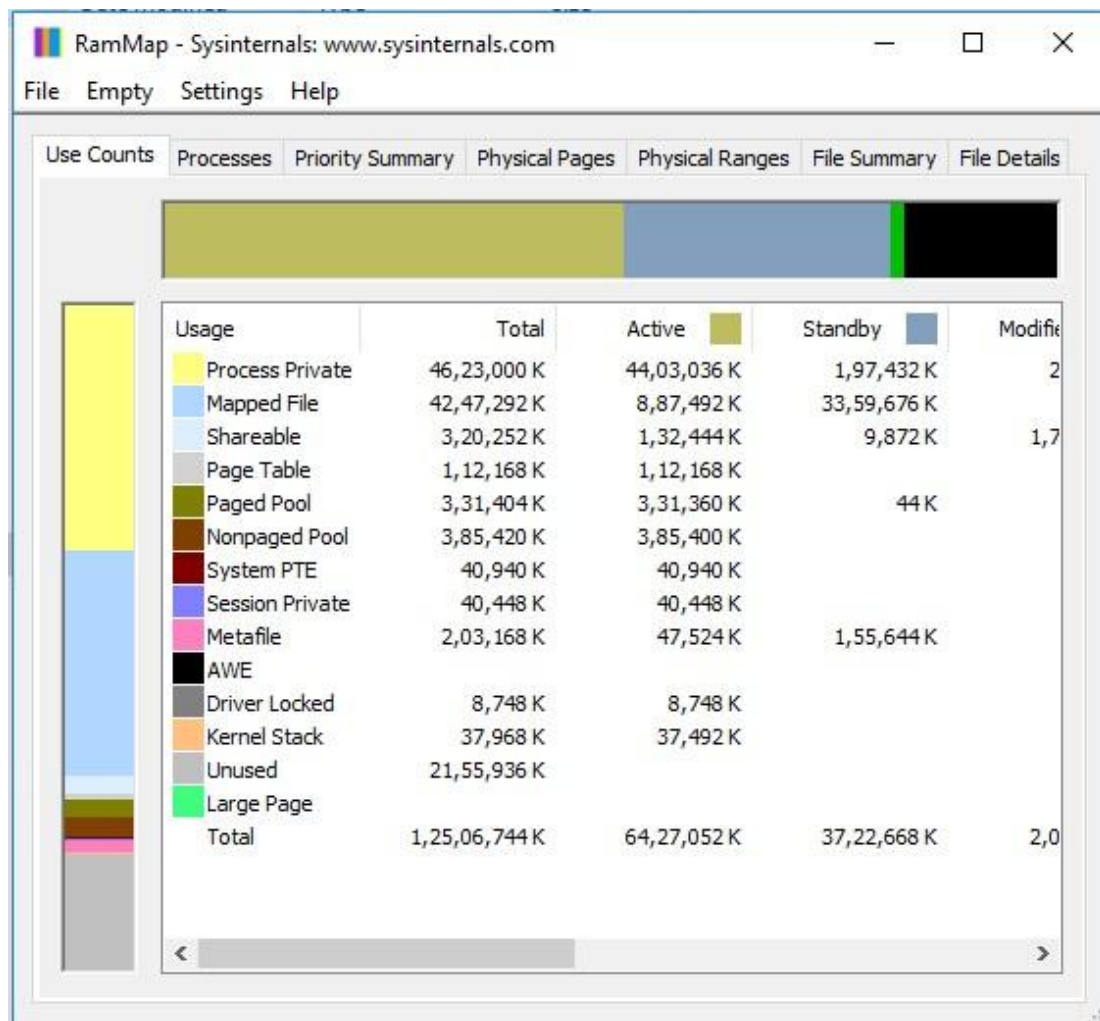 RamMap - Sysinternals: www.sysinternals.com
File Empty Settings Help
Use Counts Processes Priority Summary Physical Pages Physical Ranges File Summary File Details
Usage Total Active Standby Modifie
Process Private 46,23,000 K 44,03,036 K 1,97,432 K 2
Mapped File 42,47,292 K 8,87,492 K 33,59,676 K
Shareable 3,20,252 K 1,32,444 K 9,872 K 1,7
Page Table 1,12,168 K 1,12,168 K
Paged Pool 3,31,404 K 3,31,360 K 44 K
Nonpaged Pool 3,85,420 K 3,85,400 K
System PTE 40,940 K 40,940 K
Session Private 40,448 K 40,448 K
Metafile 2,03,168 K 47,524 K 1,55,644 K
AWE
Driver Locked 8,748 K 8,748 K
Kernel Stack 37,968 K 37,492 K
Unused 21,55,936 K
Large Page
Total 1,25,06,744 K 64,27,052 K 37,22,668 K 2,0